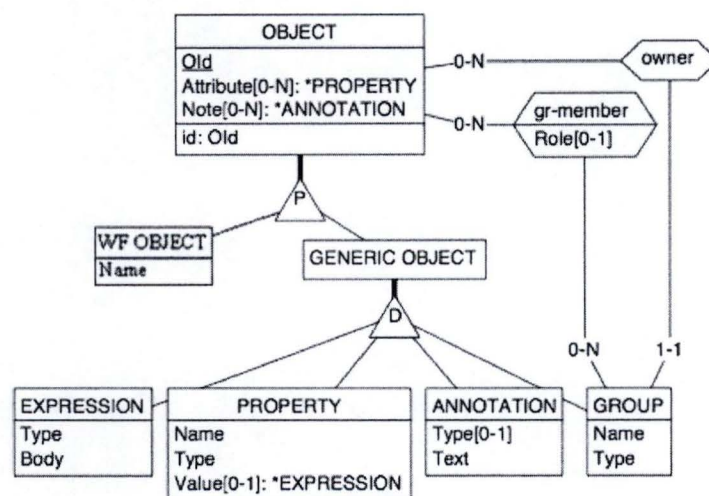 OBJECT
OId
Attribute[0-N]: *PROPERTY
Note[0-N]: *ANNOTATION
id: OId
0-N
owner
0-N
gr-member
Role[0-1]
P
WF OBJECT
Name
GENERIC OBJECT
D
0-N
1-1
EXPRESSION
Type
Body
PROPERTY
Name
Type
Value[0-1]: *EXPRESSION
ANNOTATION
Type[0-1]
Text
GROUP
Name
Type